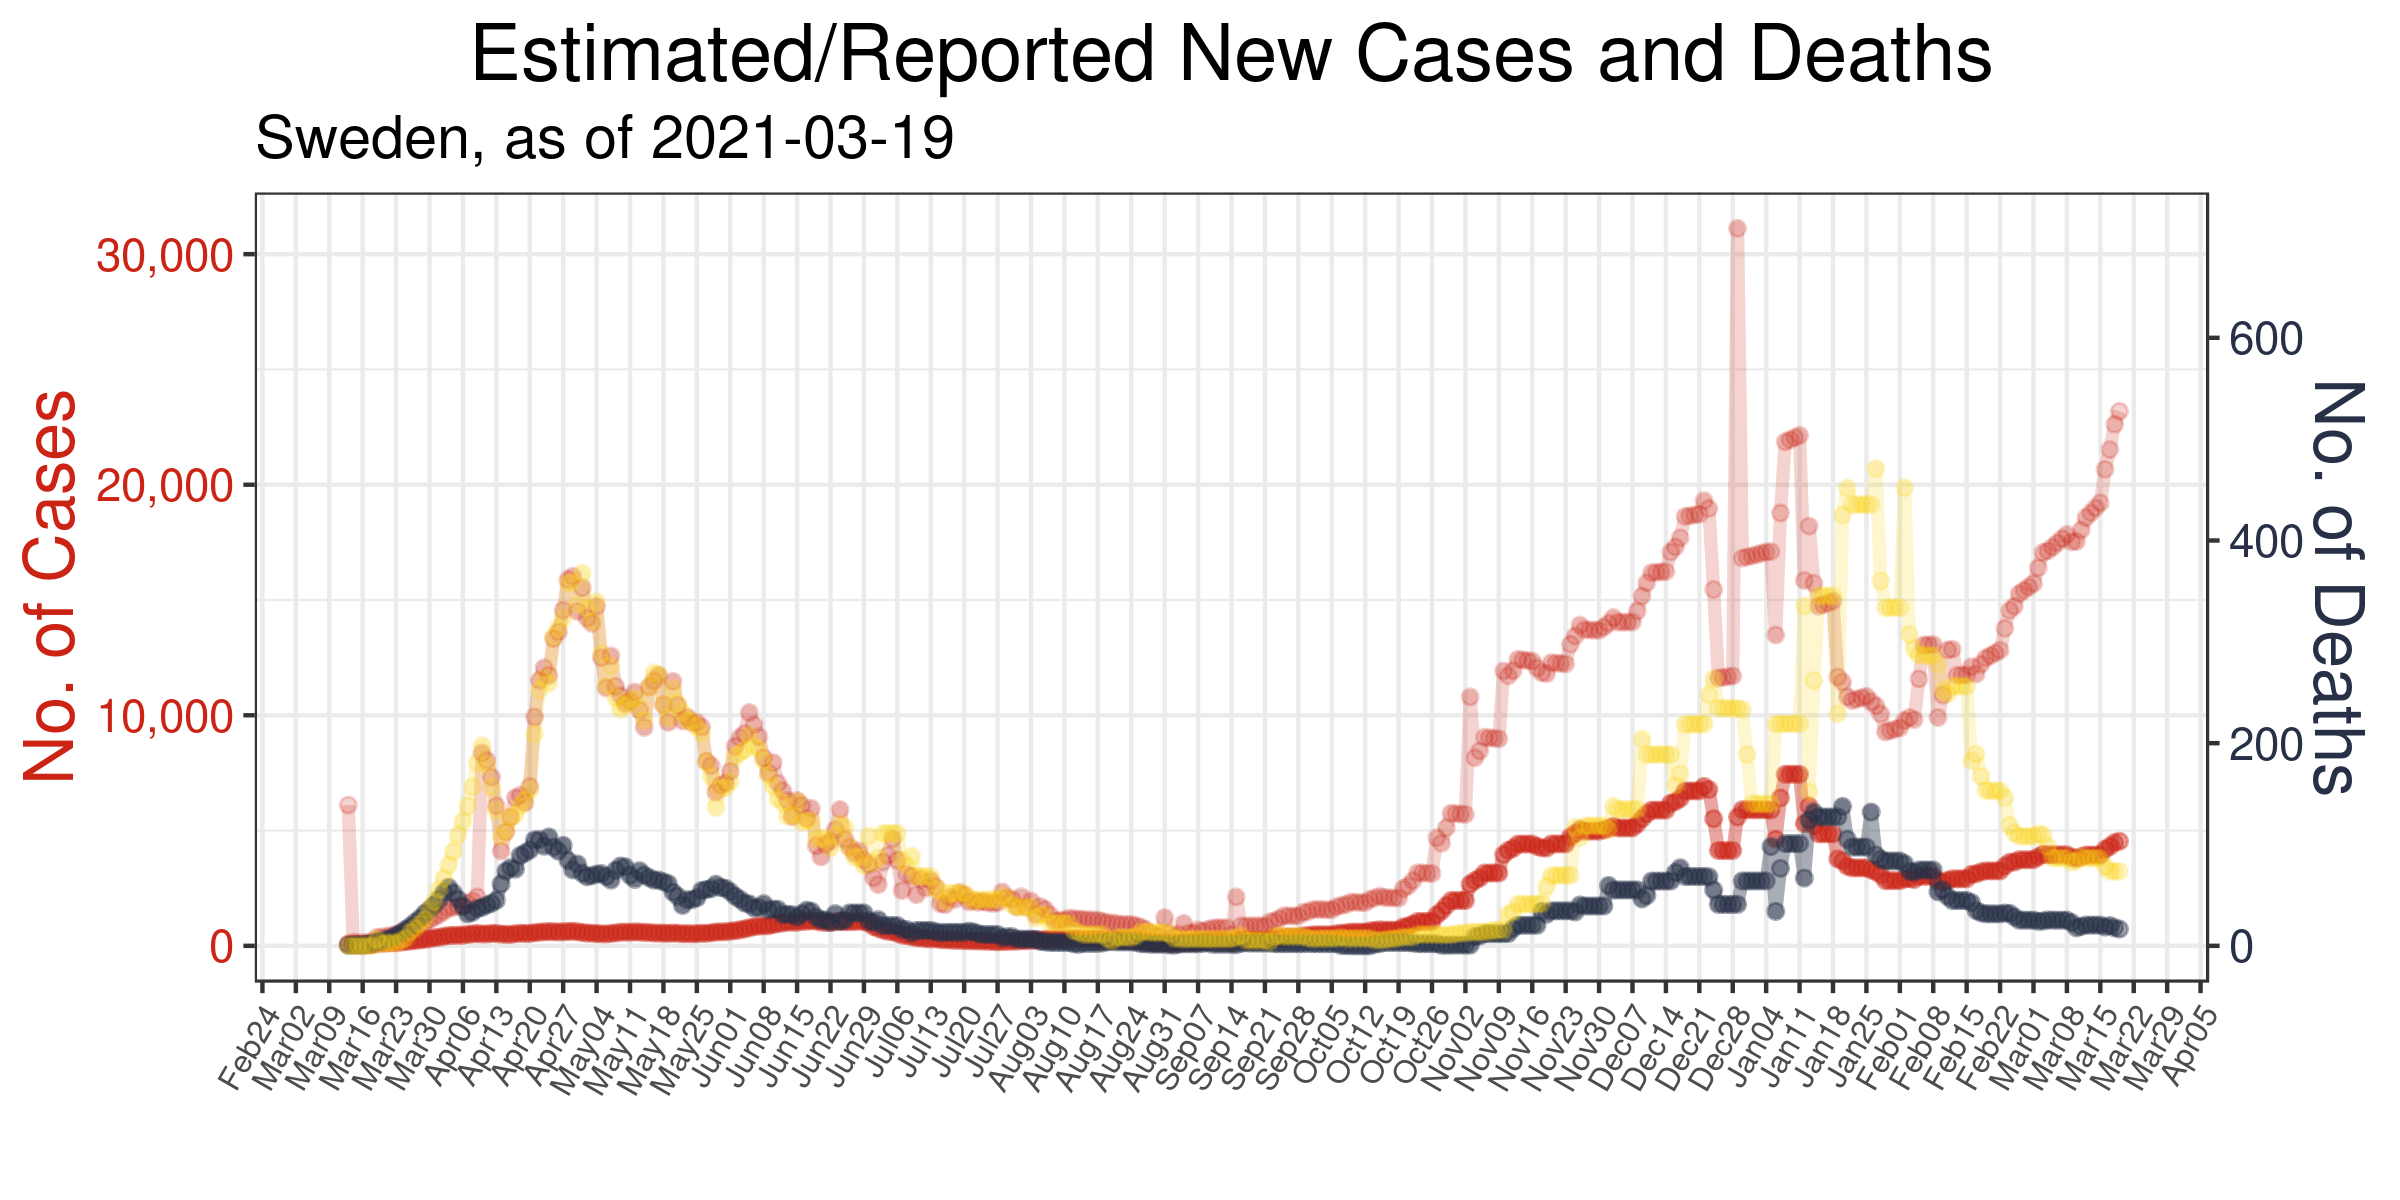 Estimated/Reported New Cases and Deaths
Sweden, as of 2021-03-19
No. of Cases
30,000
20,000
10,000
0
No. of Deaths
600
400
200
0
Feb24
Mar02
Mar09
Mar16
Mar23
Mar30
Apr06
Apr13
Apr20
Apr27
May04
May11
May18
May25
Jun01
Jun08
Jun15
Jun22
Jun29
Jul06
Jul13
Jul20
Jul27
Aug03
Aug10
Aug17
Aug24
Aug31
Sep07
Sep14
Sep21
Sep28
Oct05
Oct12
Oct19
Oct26
Nov02
Nov09
Nov16
Nov23
Nov30
Dec07
Dec14
Dec21
Dec28
Dec04
Jan11
Jan18
Jan25
Feb01
Feb08
Feb15
Feb22
Mar01
Mar08
Mar15
Mar22
Mar29
Apr05